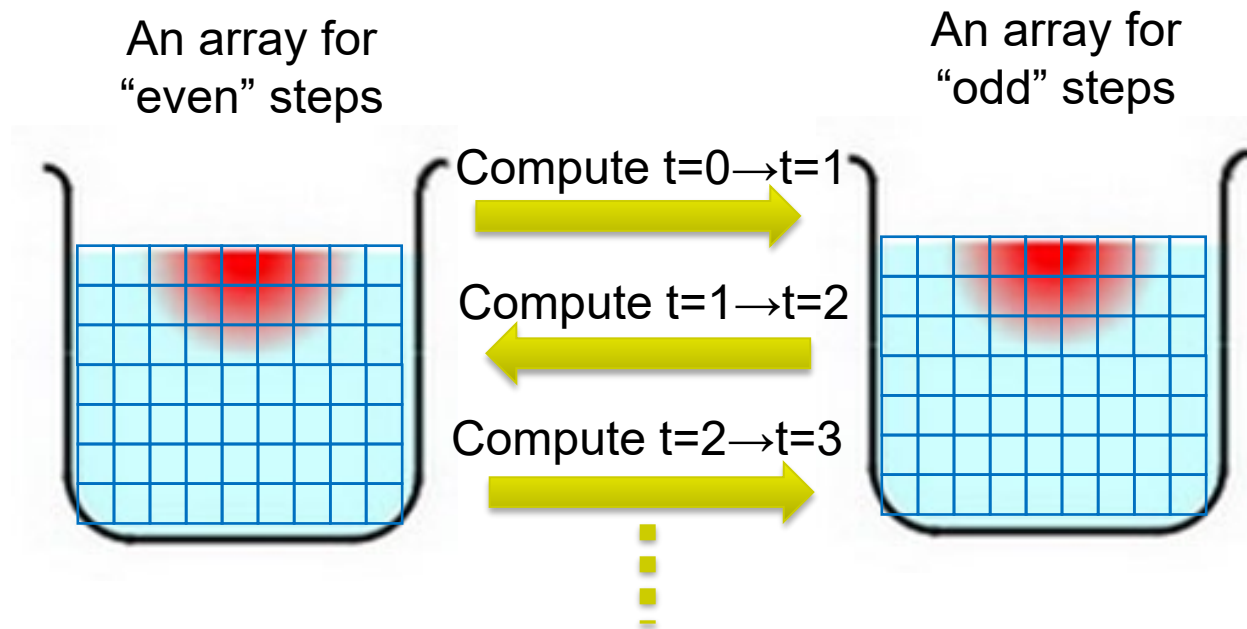 An array for
“even” steps
An array for
“odd” steps
Compute t=0→t=1
Compute t=1→t=2
Compute t=2→t=3